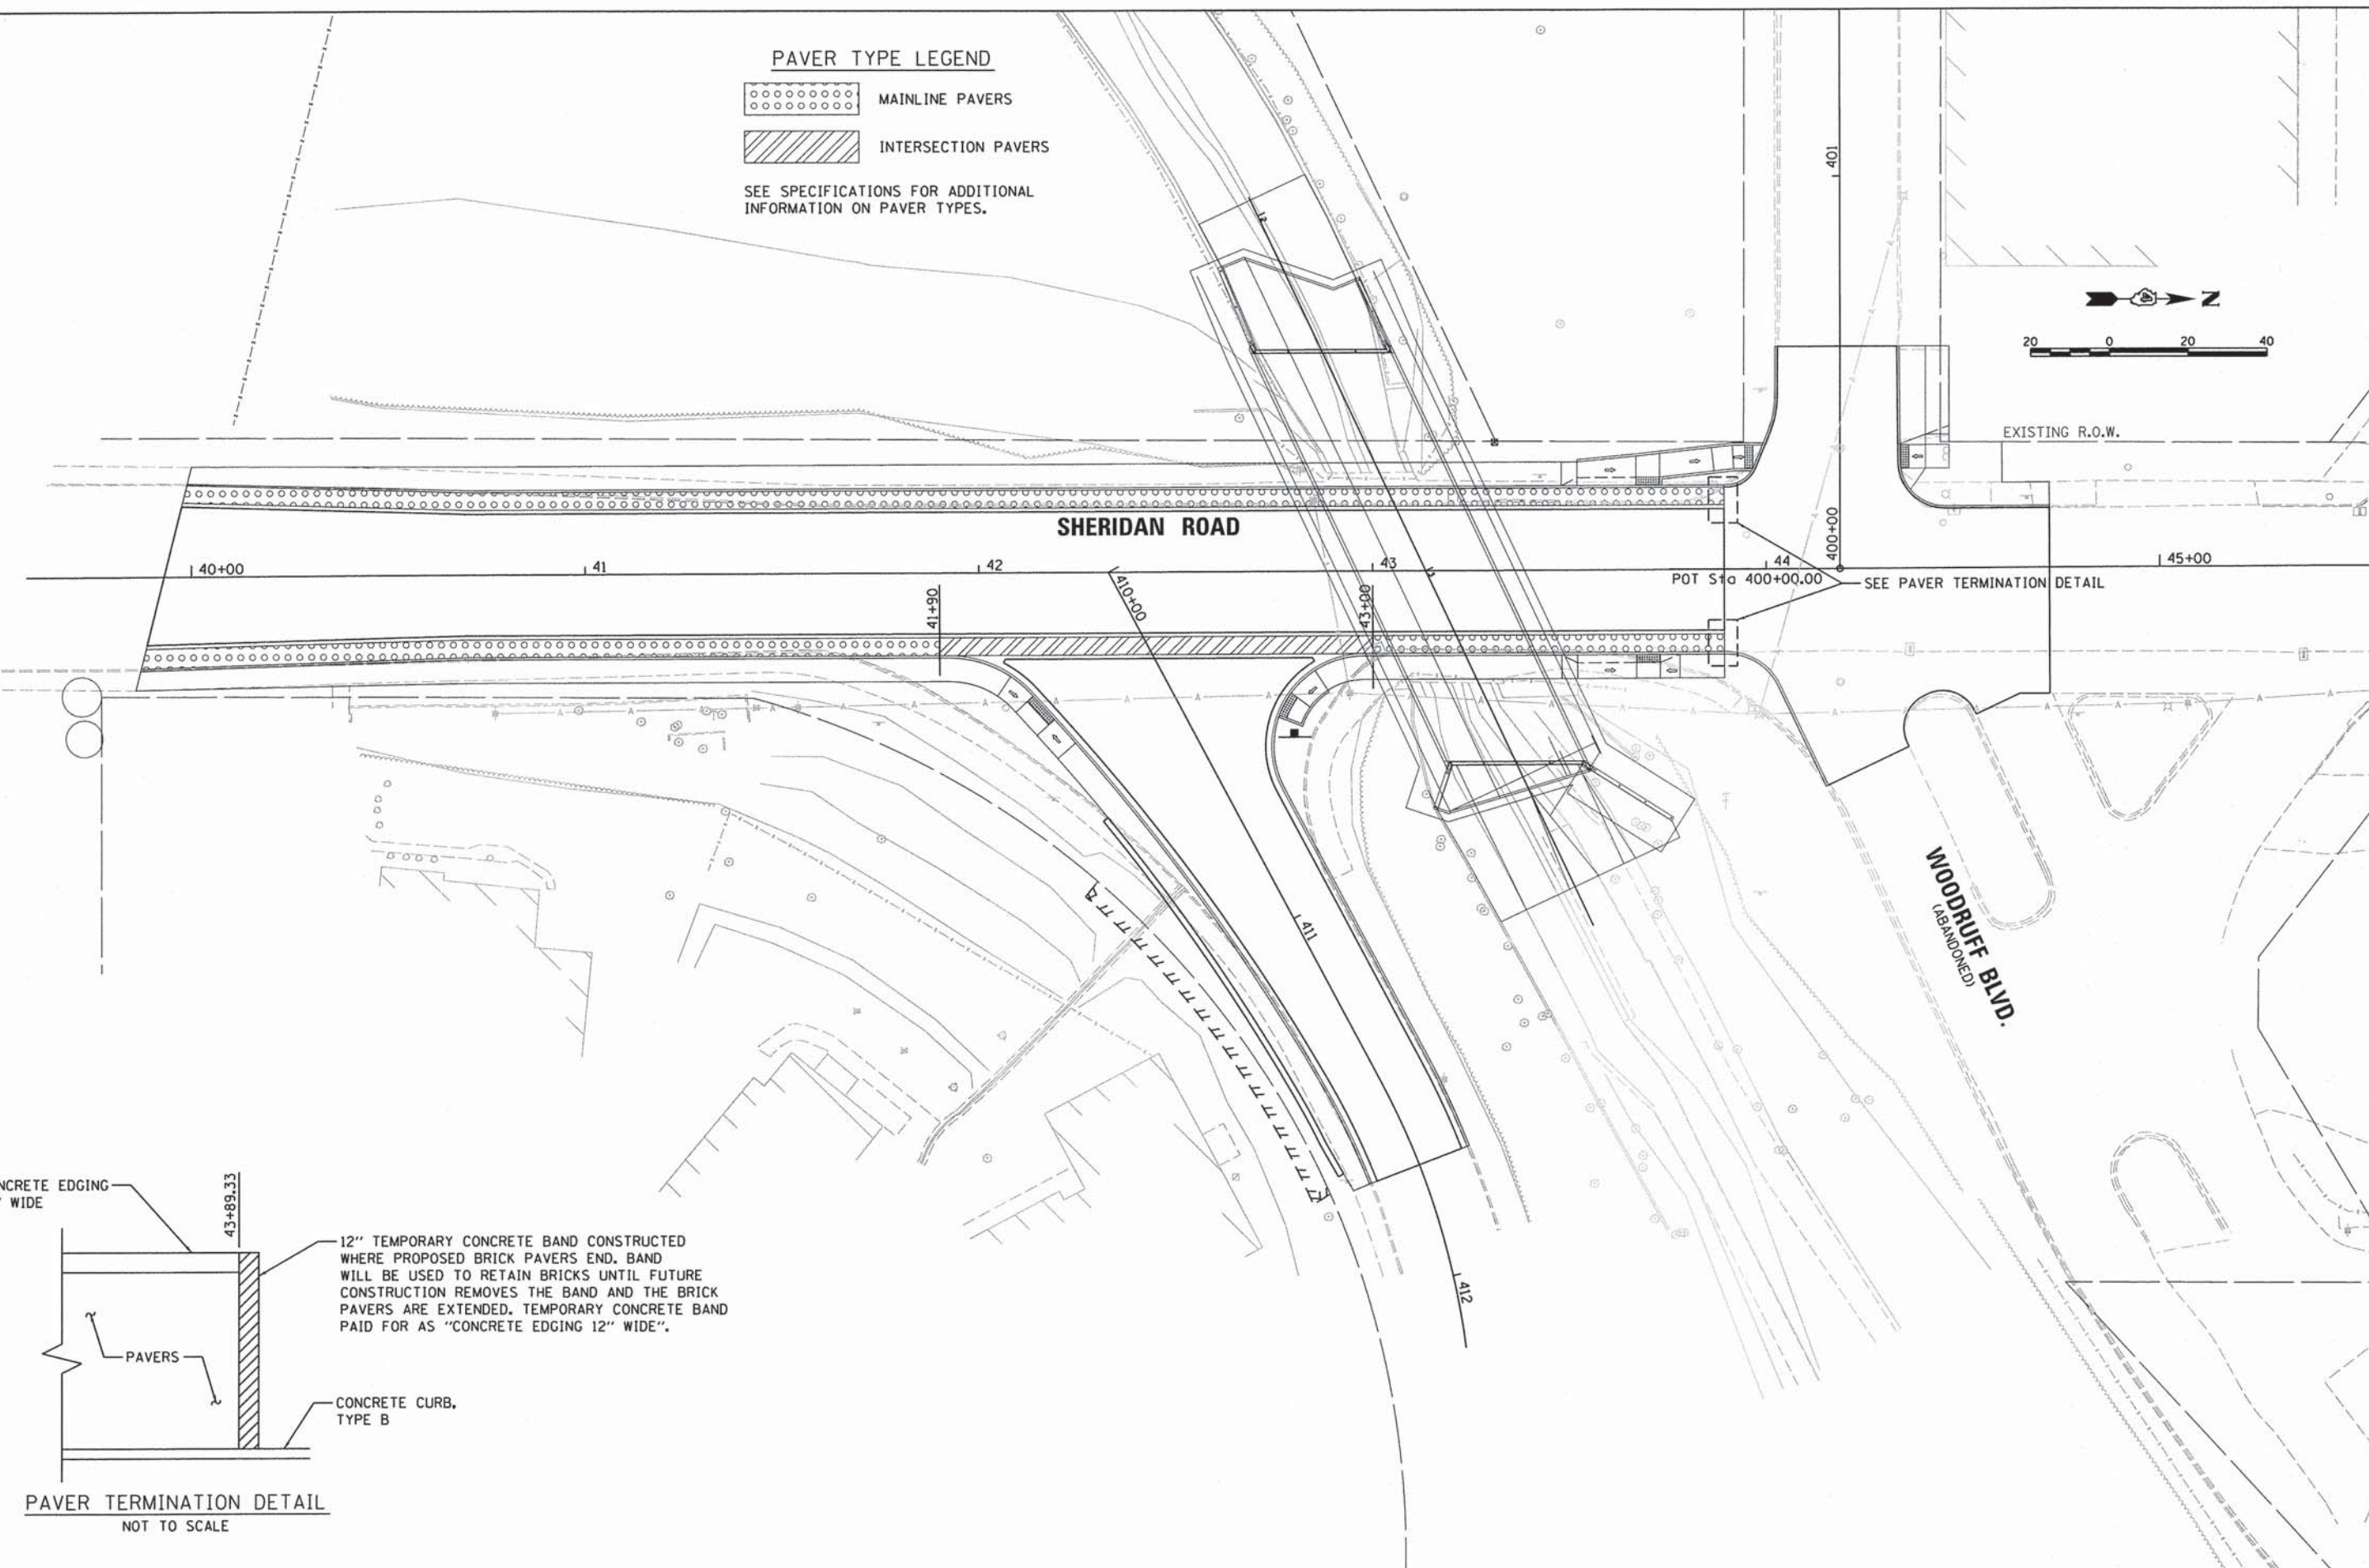 PAVER TYPE LEGEND
MAINLINE PAVERS
INTERSECTION PAVERS
SEE SPECIFICATIONS FOR ADDITIONAL
INFORMATION ON PAVER TYPES.
401
N
20 0 20 40
EXISTING R.O.W.
SHERIDAN ROAD
400+00
40+00
41
42
43
44
45+00
POT Sta 400+00.00
SEE PAVER TERMINATION DETAIL
41+90
410+00
43+00
411
412
WOODRUFF BLVD.
(ABANDONED)
NCRETE EDGING
WIDE
43+89.33
12" TEMPORARY CONCRETE BAND CONSTRUCTED
WHERE PROPOSED BRICK PAVERS END. BAND
WILL BE USED TO RETAIN BRICKS UNTIL FUTURE
CONSTRUCTION REMOVES THE BAND AND THE BRICK
PAVERS ARE EXTENDED. TEMPORARY CONCRETE BAND
PAID FOR AS "CONCRETE EDGING 12" WIDE".
PAVERS
CONCRETE CURB,
TYPE B
PAVER TERMINATION DETAIL
NOT TO SCALE